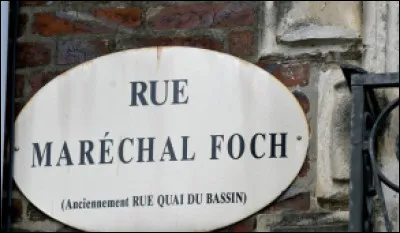 RUE
MARÉCHAL FOCH
(Anciennement RUE QUAI DU BASSIN)